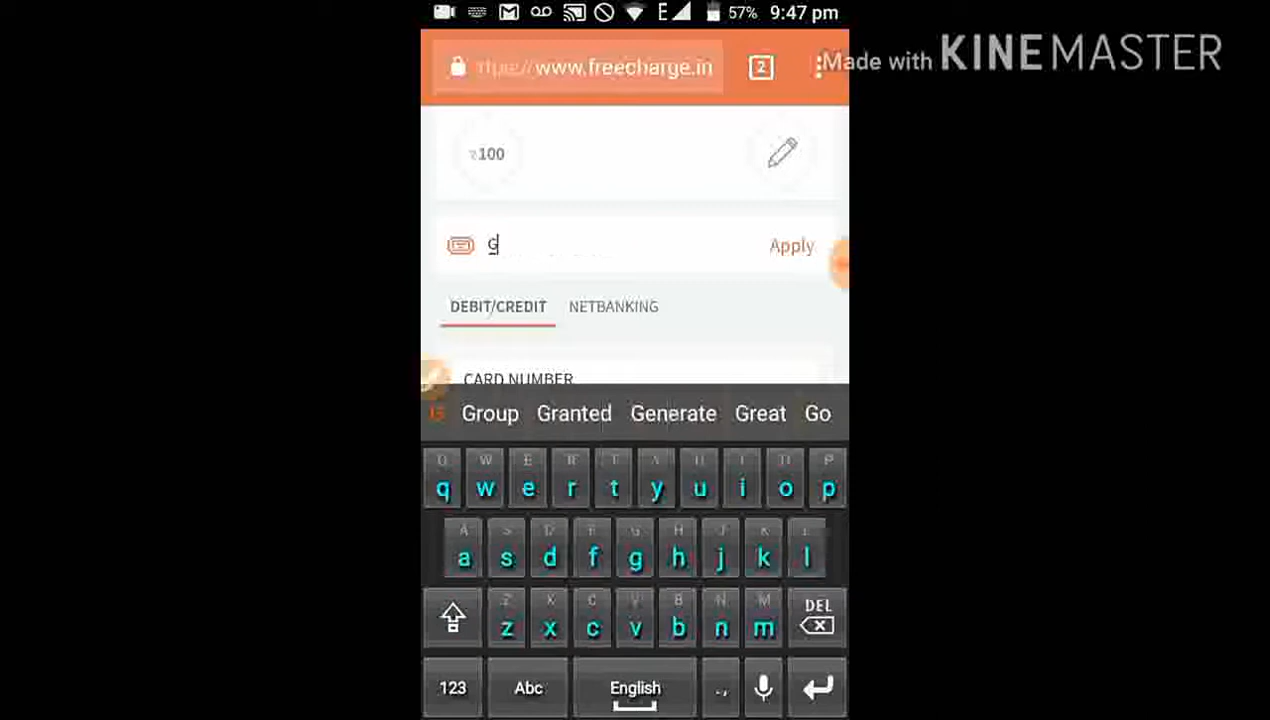 57% 9:47 pm
https://www.freecharge.in 2
Made with KINEMASTER
₹100
G Apply
DEBIT/CREDIT NETBANKING
CARD NUMBER
Group Granted Generate Great Go
q w e r t y u i o p
A S D F G H J K L
a s d f g h j k l
Z X C V B N M DEL
z x c v b n m
123 Abc English .,